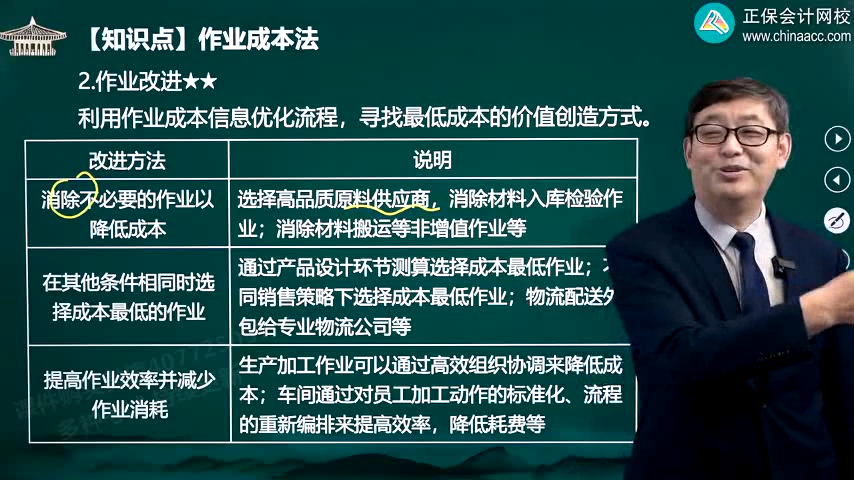 【知识点】作业成本法
正保会计网校
www.chinaacc.com
2.作业改进★★
利用作业成本信息优化流程，寻找最低成本的价值创造方式。
改进方法
说明
消除不必要的作业以
降低成本
选择高品质原料供应商，消除材料入库检验作
业；消除材料搬运等非增值作业等
在其他条件相同时选
择成本最低的作业
通过产品设计环节测算选择成本最低作业；
同销售策略下选择成本最低作业；物流配送外
包给专业物流公司等
提高作业效率并减少
作业消耗
生产加工作业可以通过高效组织协调来降低成
本；车间通过对员工加工动作的标准化、流程
的重新编排来提高效率，降低耗费等